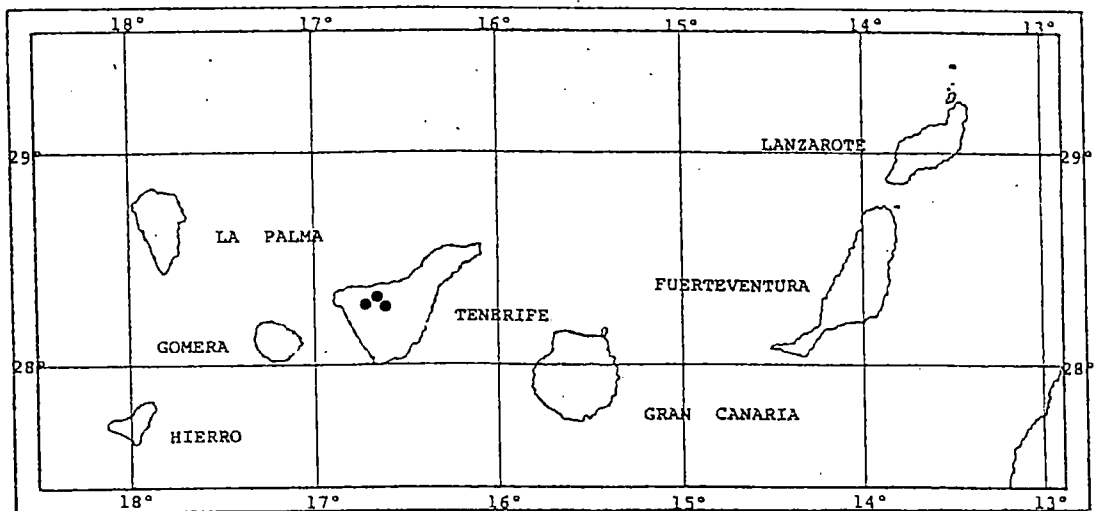 18° 17° 16° 15° 14° 13°
LANZAROTE
29° 29°
LA PALMA
FUERTEVENTURA
TENERIFE
GOMERA
28° 28°
GRAN CANARIA
HIERRO
18° 17° 16° 15° 14° 13°